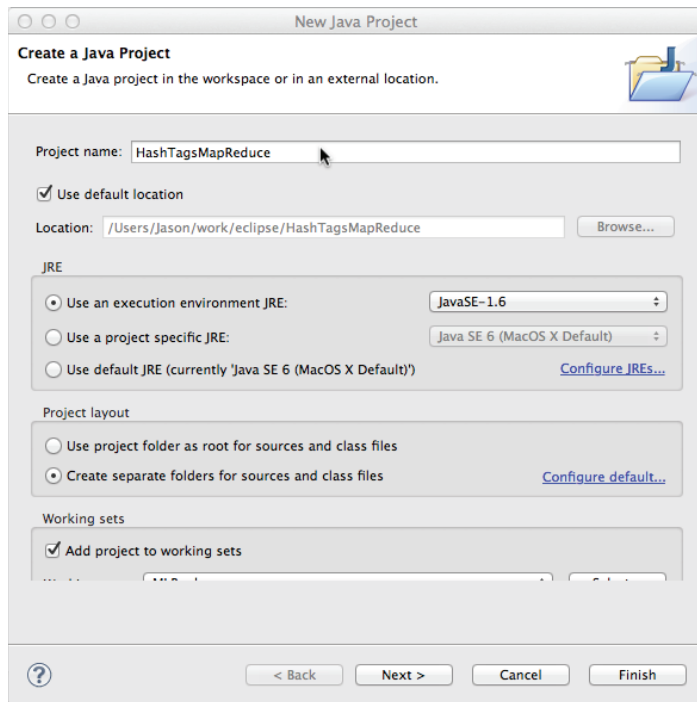 New Java Project
Create a Java Project
Create a Java project in the workspace or in an external location.
Project name: HashTagsMapReduce
Use default location
Location: /Users/Jason/work/eclipse/HashTagsMapReduce Browse...
JRE
Use an execution environment JRE: JavaSE-1.6
Use a project specific JRE: Java SE 6 (MacOS X Default)
Use default JRE (currently 'Java SE 6 (MacOS X Default)') Configure JREs...
Project layout
Use project folder as root for sources and class files
Create separate folders for sources and class files Configure default...
Working sets
Add project to working sets
? < Back Next > Cancel Finish